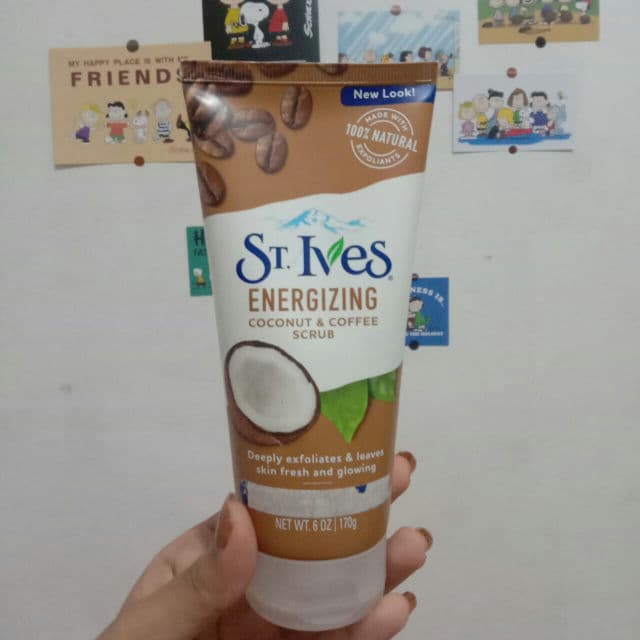 MY HAPPY PLACE IS WITH
FRIENDS
New Look!
MADE WITH
100% NATURAL
EXFOLIANTS
ST. IVES
ENERGIZING
COCONUT & COFFEE
SCRUB
Deeply exfoliates & leaves
skin fresh and glowing
NET WT. 6 OZ | 170g